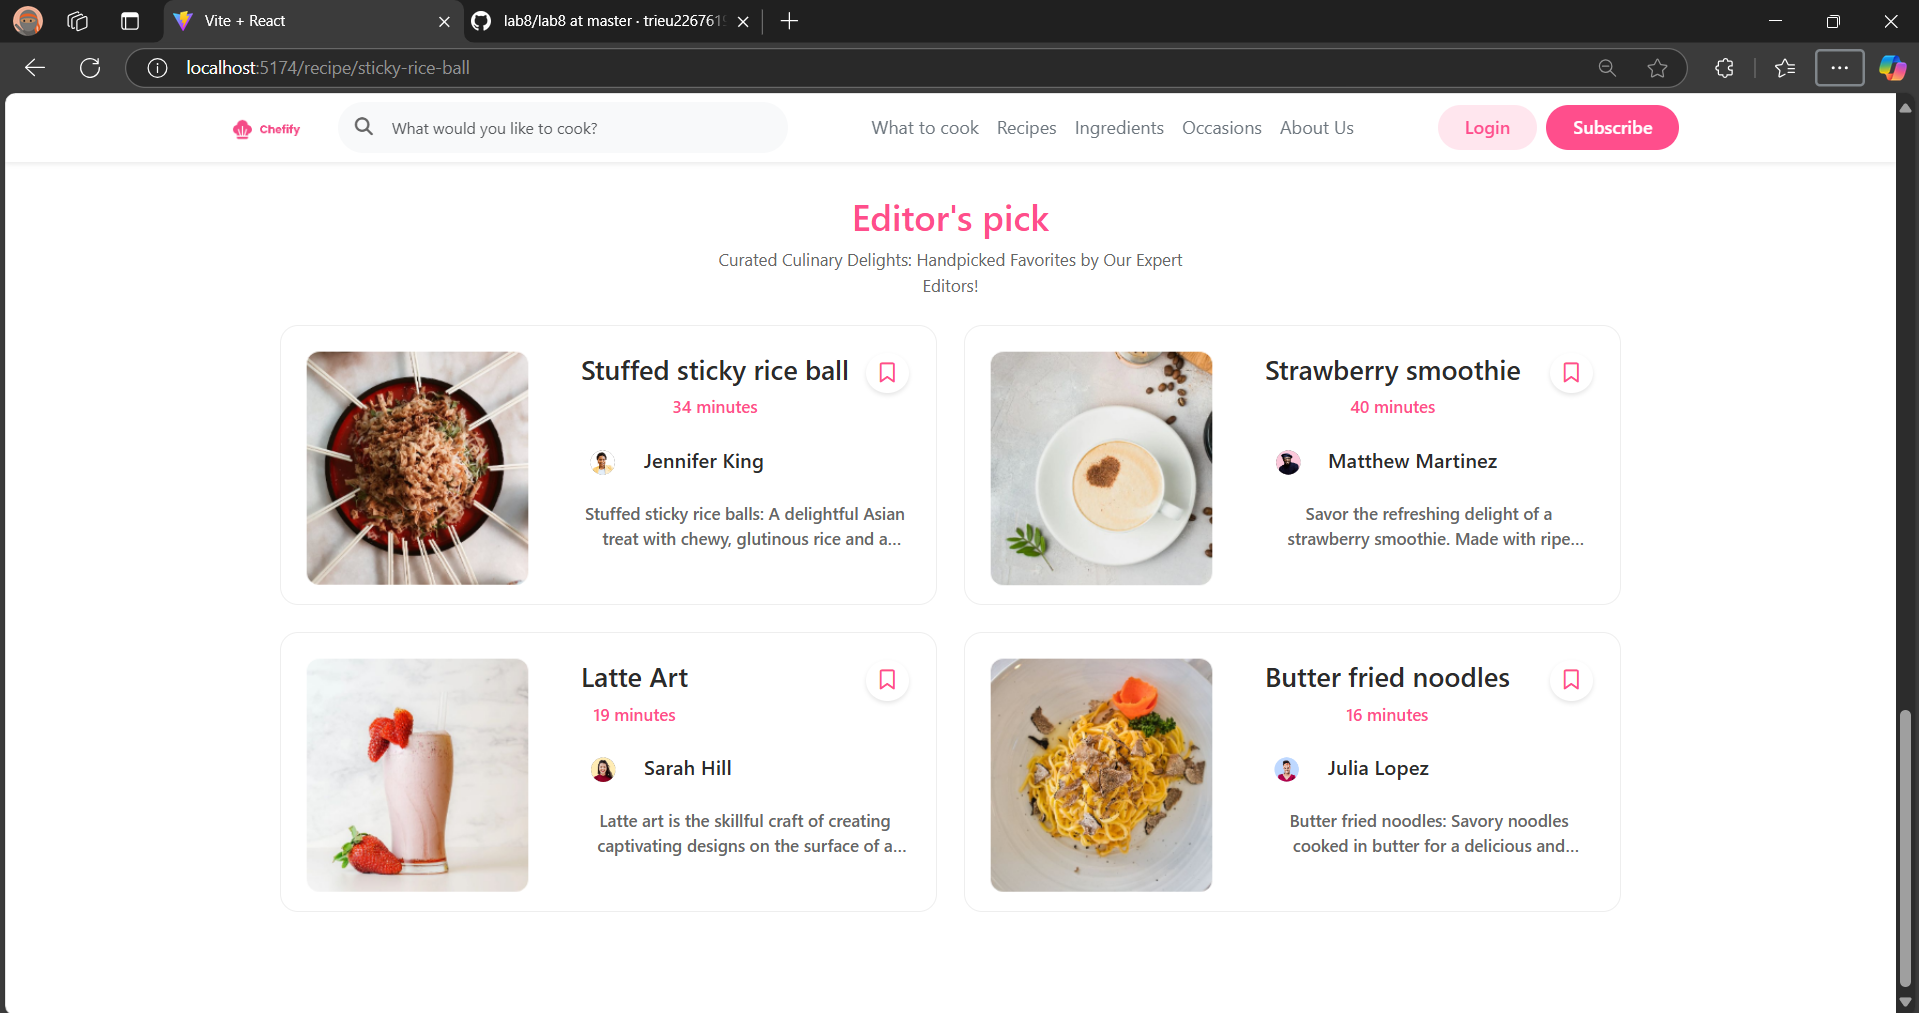 Vite + React
lab8/lab8 at master · trieu2267619
localhost:5174/recipe/sticky-rice-ball
Chefify
What would you like to cook?
What to cook
Recipes
Ingredients
Occasions
About Us
Login
Subscribe
Editor's pick
Curated Culinary Delights: Handpicked Favorites by Our Expert
Editors!
Stuffed sticky rice ball
34 minutes
Jennifer King
Stuffed sticky rice balls: A delightful Asian
treat with chewy, glutinous rice and a...
Strawberry smoothie
40 minutes
Matthew Martinez
Savor the refreshing delight of a
strawberry smoothie. Made with ripe...
Latte Art
19 minutes
Sarah Hill
Latte art is the skillful craft of creating
captivating designs on the surface of a...
Butter fried noodles
16 minutes
Julia Lopez
Butter fried noodles: Savory noodles
cooked in butter for a delicious and...